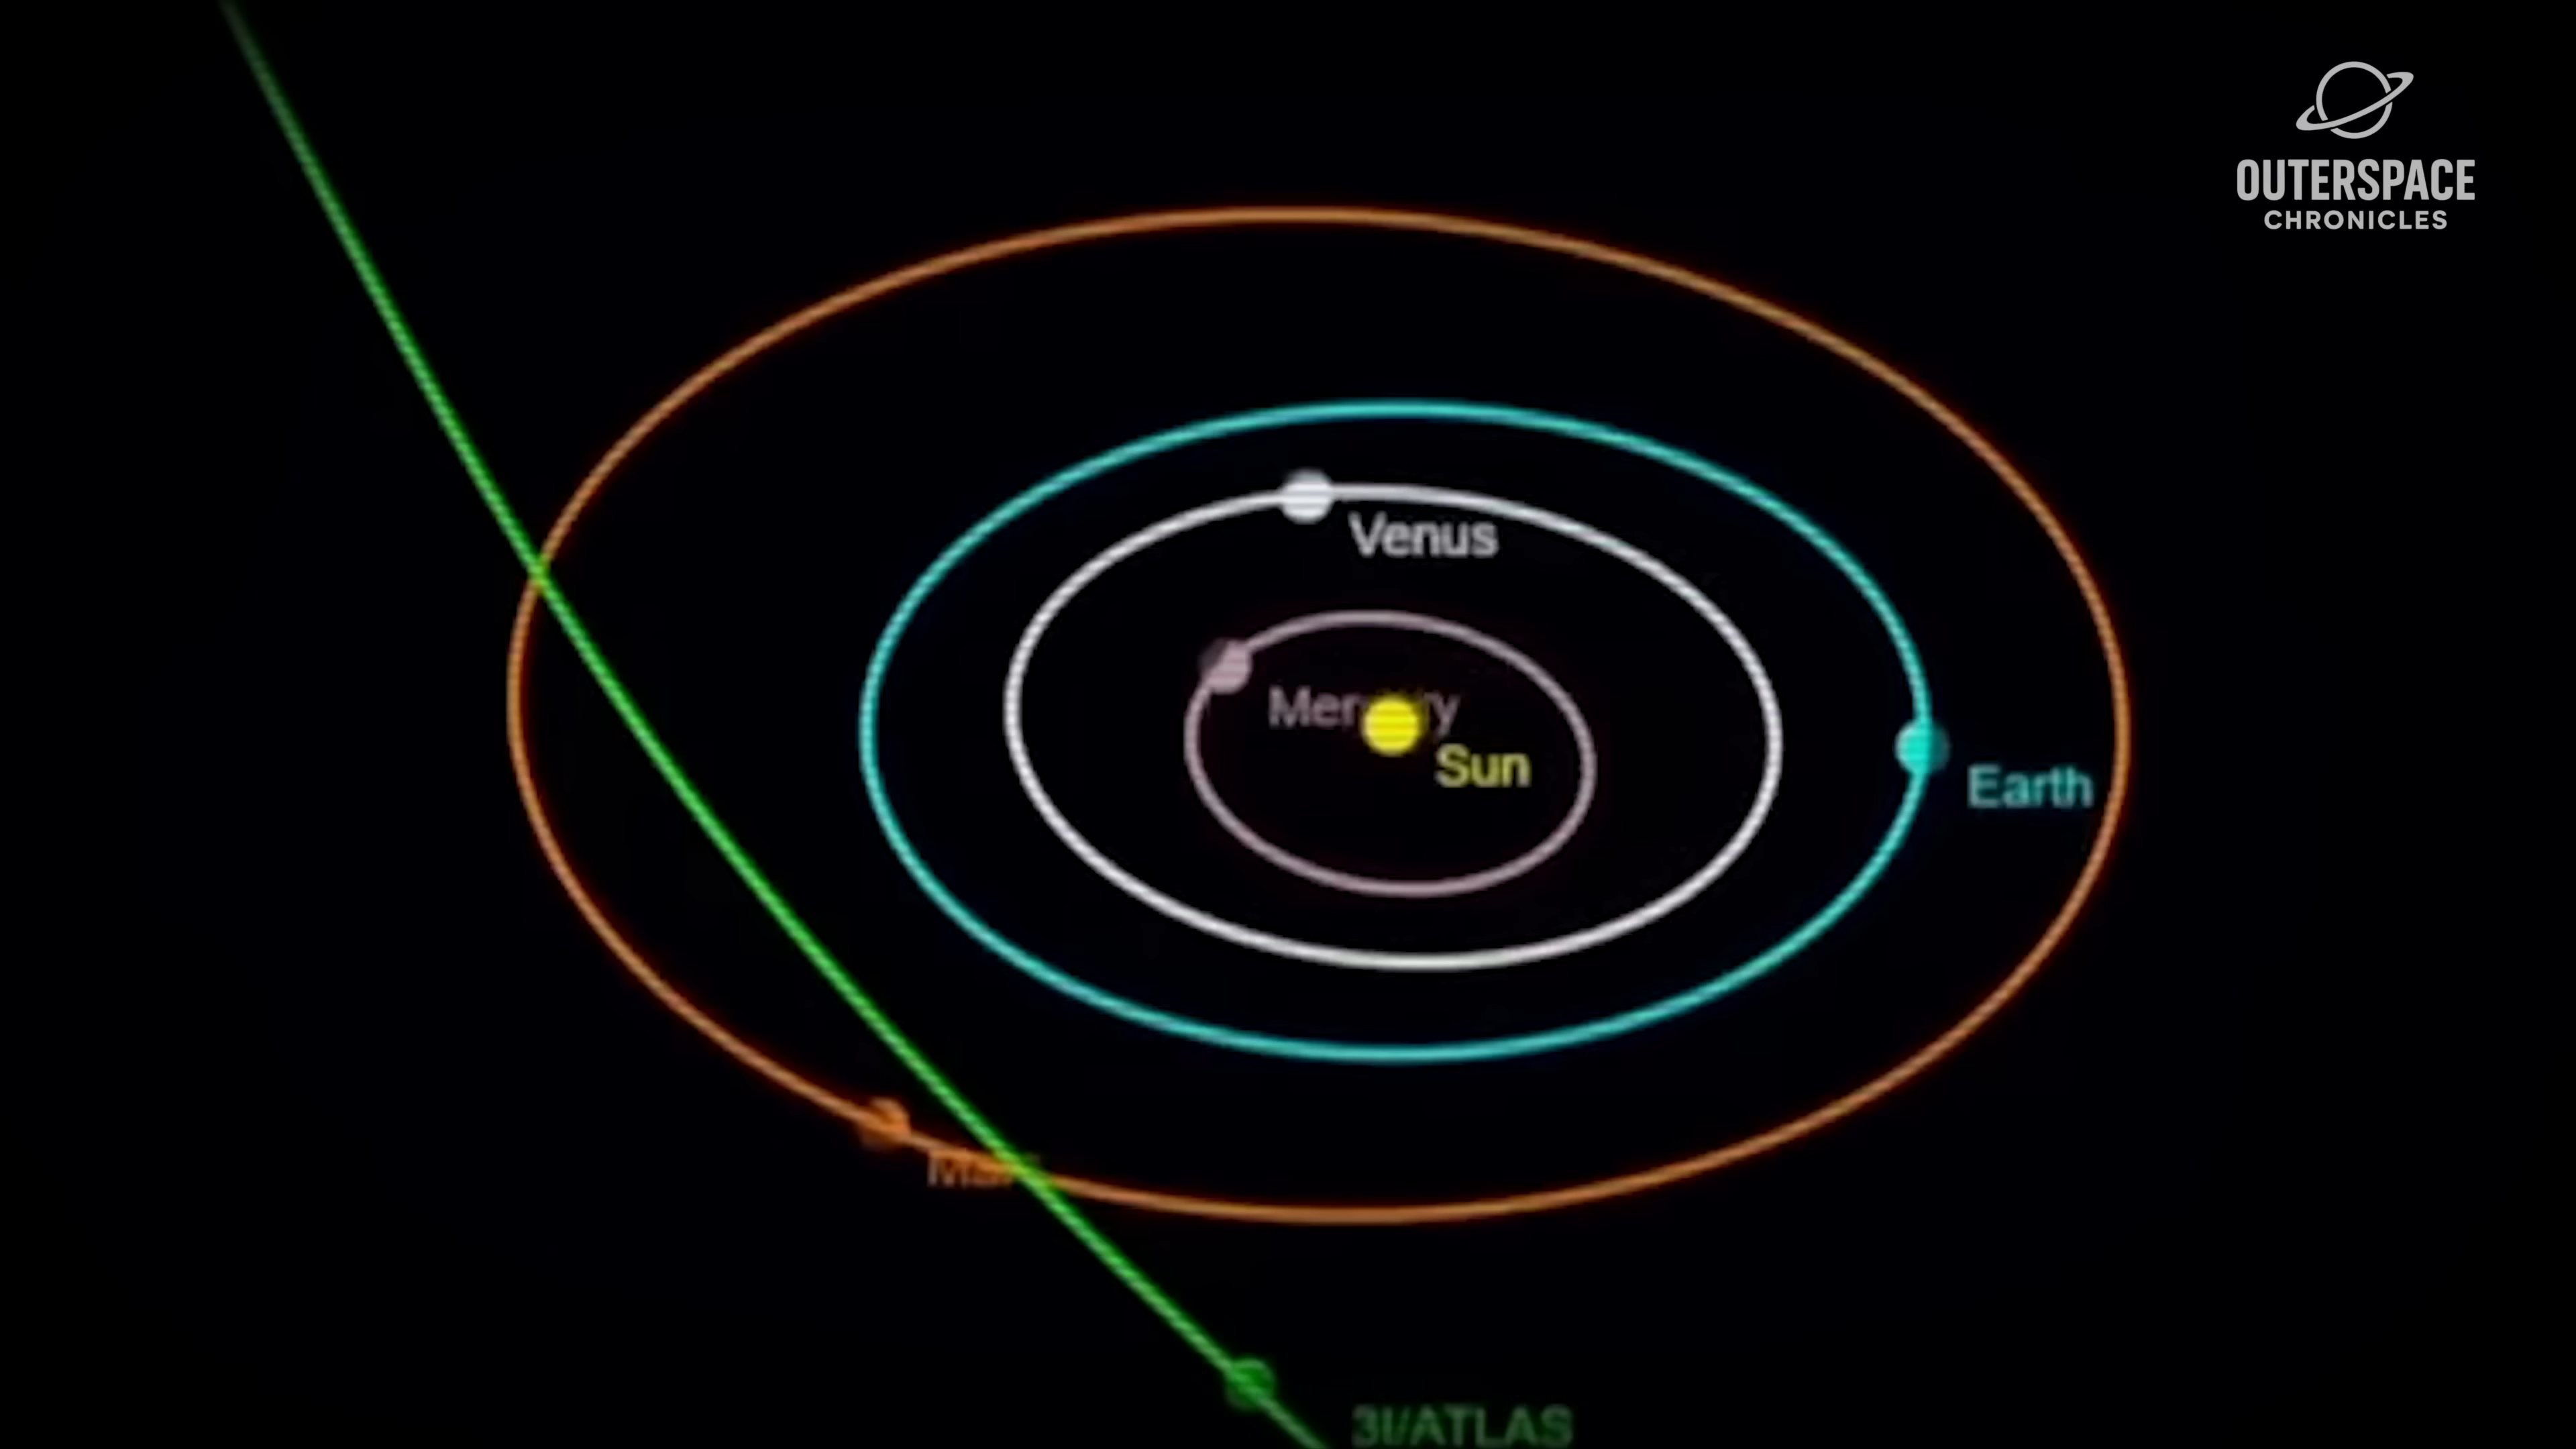 OUTERSPACE
CHRONICLES
Venus
Sun
Earth
3I/ATLAS